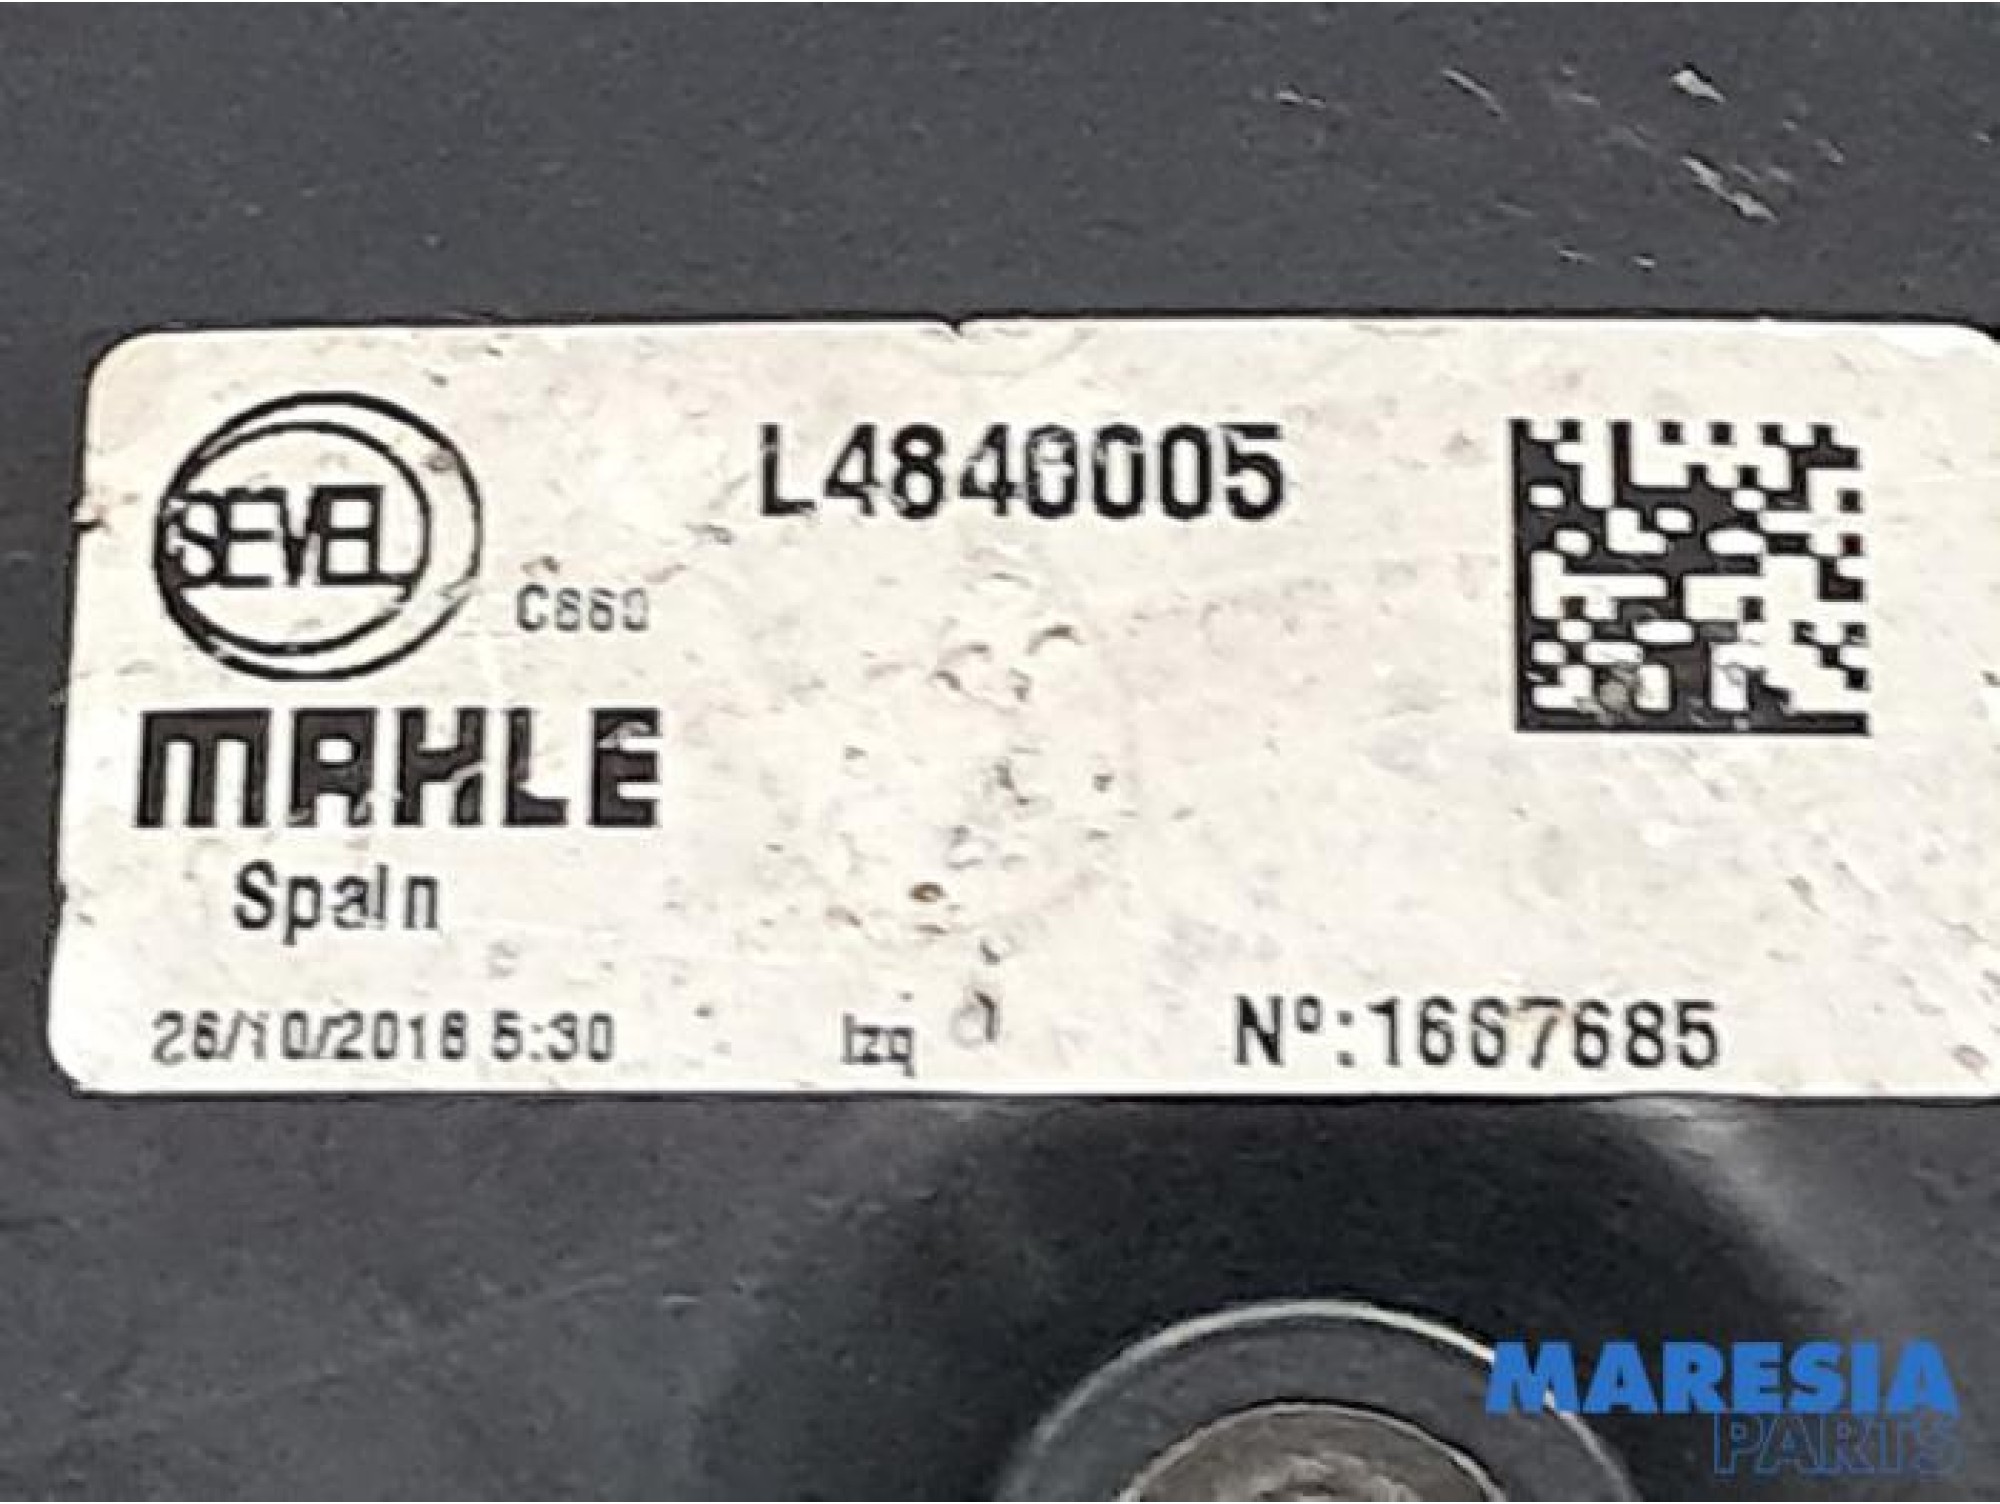 SEVEL
L4840005
C860
MAHLE
Spain
26/10/2018 5:30
Izq
Nº:1667685
MARESIA
PARTS